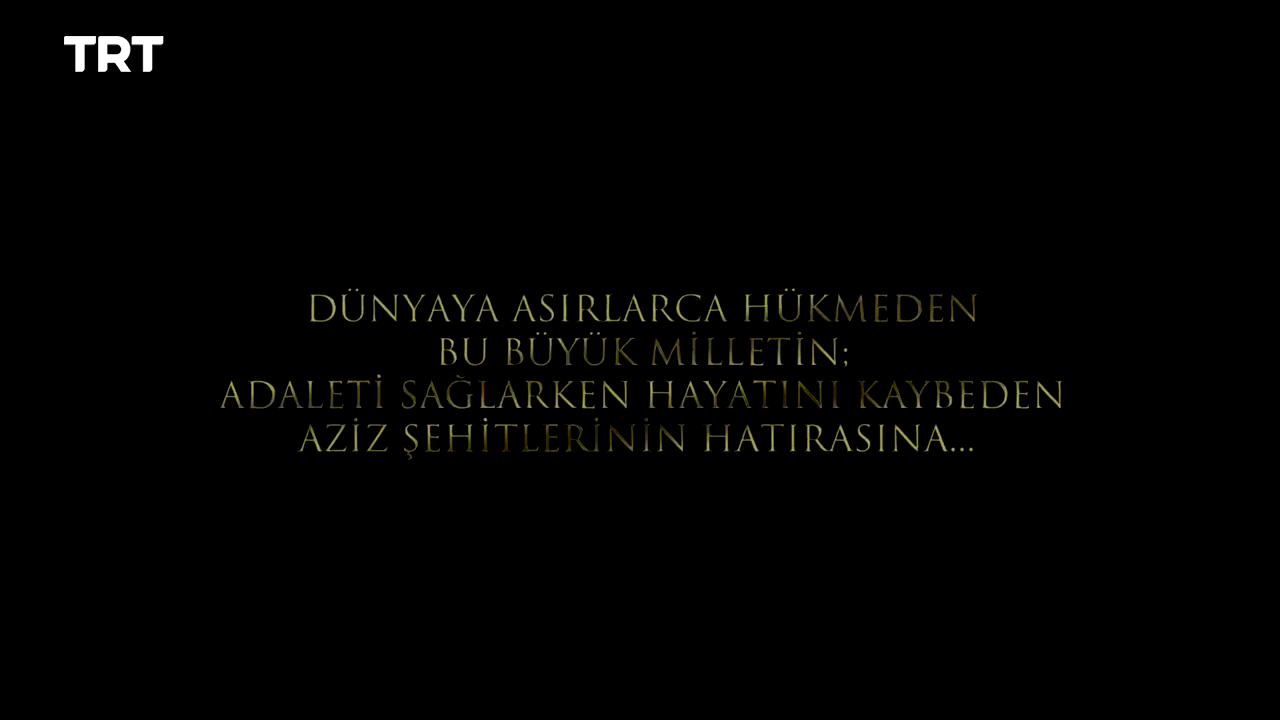 TRT
DÜNYAYA ASIRLARCA HÜKMEDEN
BU BÜYÜK MİLLETİN;
ADALETİ SAĞLARKEN HAYATINI KAYBEDEN
AZİZ ŞEHİTLERİNİN HATIRASINA...